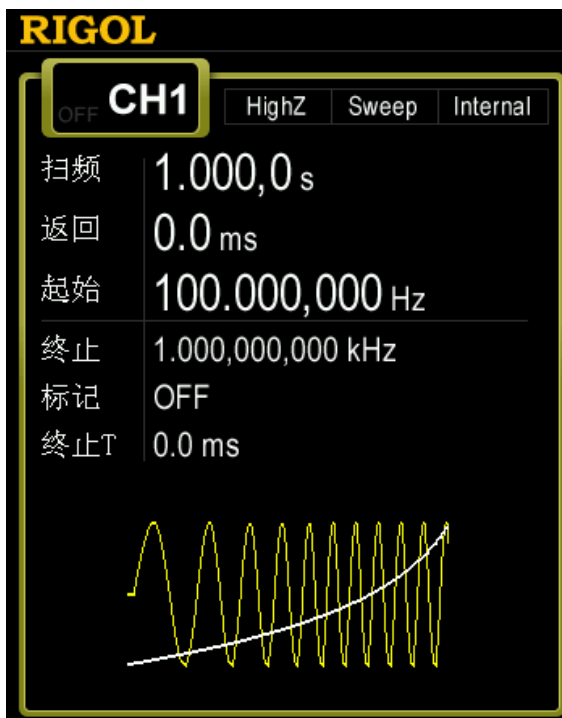 RIGOL
OFF CH1 HighZ Sweep Internal
扫频 1.000,0 s
返回 0.0 ms
起始 100.000,000 Hz
终止 1.000,000,000 kHz
标记 OFF
终止T 0.0 ms